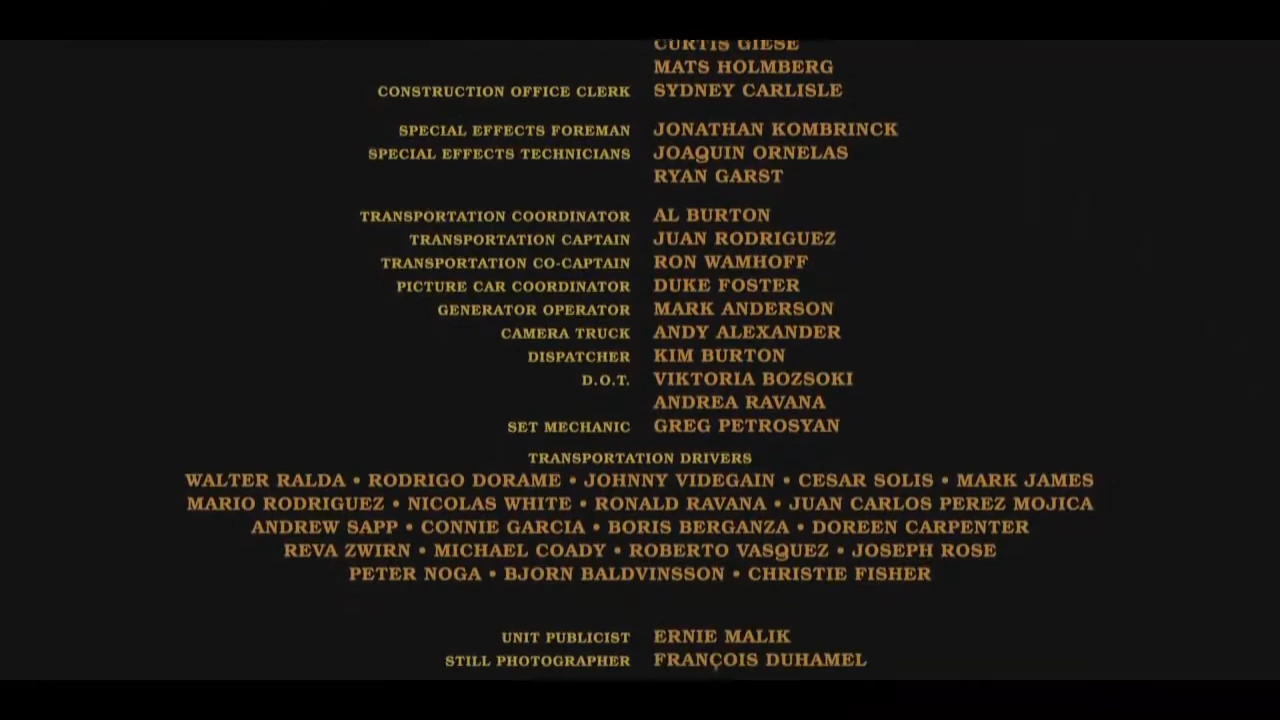 CURTIS GIESE
MATS HOLMBERG
CONSTRUCTION OFFICE CLERK SYDNEY CARLISLE
SPECIAL EFFECTS FOREMAN JONATHAN KOMBRINCK
SPECIAL EFFECTS TECHNICIANS JOAQUIN ORNELAS
RYAN GARST
TRANSPORTATION COORDINATOR AL BURTON
TRANSPORTATION CAPTAIN JUAN RODRIGUEZ
TRANSPORTATION CO-CAPTAIN RON WAMHOFF
PICTURE CAR COORDINATOR DUKE FOSTER
GENERATOR OPERATOR MARK ANDERSON
CAMERA TRUCK ANDY ALEXANDER
DISPATCHER KIM BURTON
D.O.T. VIKTORIA BOZSOKI
ANDREA RAVANA
SET MECHANIC GREG PETROSYAN
TRANSPORTATION DRIVERS
WALTER RALDA • RODRIGO DORAME • JOHNNY VIDEGAIN • CESAR SOLIS • MARK JAMES
MARIO RODRIGUEZ • NICOLAS WHITE • RONALD RAVANA • JUAN CARLOS PEREZ MOJICA
ANDREW SAPP • CONNIE GARCIA • BORIS BERGANZA • DOREEN CARPENTER
REVA ZWIRN • MICHAEL COADY • ROBERTO VASQUEZ • JOSEPH ROSE
PETER NOGA • BJORN BALDVINSSON • CHRISTIE FISHER
UNIT PUBLICIST ERNIE MALIK
STILL PHOTOGRAPHER FRANÇOIS DUHAMEL